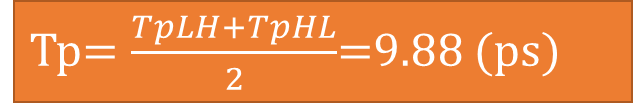 Tp= (TpLH+TpHL)/2 =9.88 (ps)